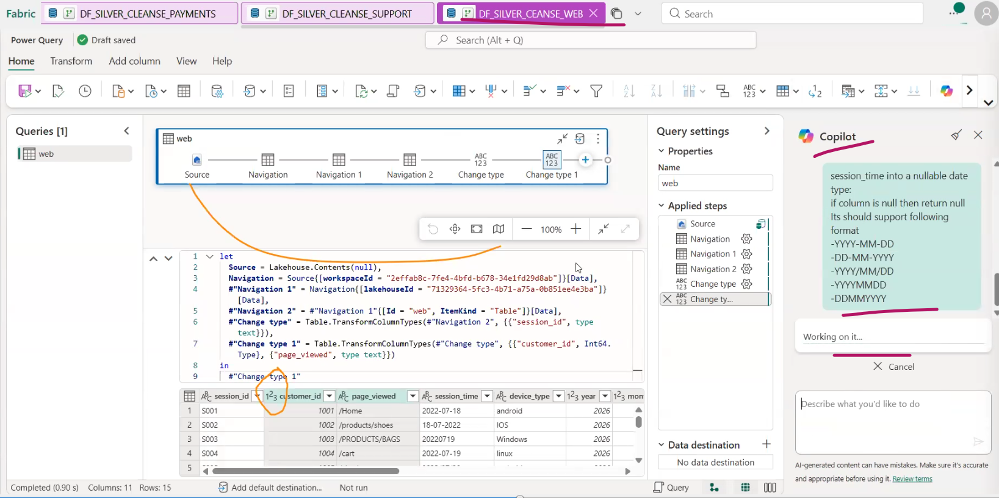 Fabric
DF_SILVER_CLEANSE_PAYMENTS
DF_SILVER_CLEANSE_SUPPORT
DF_SILVER_CEANSE_WEB
Search
Power Query
Draft saved
Search (Alt + Q)
Home Transform Add column View Help
Queries [1]
web
web
Source Navigation Navigation 1 Navigation 2 Change type Change type 1
100%
1 let
2 Source = Lakehouse.Contents(null),
3 Navigation = Source{[workspaceId = "2effab8c-7fe4-4bfd-b678-34e1fd29d8ab"]}[Data],
4 #"Navigation 1" = Navigation{[lakehouseId = "71329364-5fc3-4b71-a75a-0b851ee4e3ba"]}
[Data],
5 #"Navigation 2" = #"Navigation 1"{[Id = "web", ItemKind = "Table"]}[Data],
6 #"Change type" = Table.TransformColumnTypes(#"Navigation 2", {{"session_id", type
text}}),
7 #"Change type 1" = Table.TransformColumnTypes(#"Change type", {{"customer_id", Int64.
Type}, {"page_viewed", type text}})
8 in
9 #"Change type 1"
session_id customer_id page_viewed session_time device_type year mon
1 S001 1001 /Home 2022-07-18 android 2026
2 S002 1002 /products/shoes 18-07-2022 IOS 2026
3 S003 1003 /PRODUCTS/BAGS 20220719 Windows 2026
4 S004 1004 /cart 2022-07-19 linux 2026
5
Completed (0.90 s) Columns: 11 Rows: 15
Add default destination...
Not run
Query
Query settings
Properties
Name
web
Applied steps
Source
Navigation
Navigation 1
Navigation 2
Change type
Change ty...
Data destination
No data destination
Copilot
session_time into a nullable date
type:
if column is null then return null
Its should support following
format
-YYYY-MM-DD
-DD-MM-YYYY
-YYYY/MM/DD
-YYYYMMDD
-DDMMYYYY
Working on it...
Cancel
Describe what you'd like to do
AI-generated content can have mistakes. Make sure it's accurate
and appropriate before using it. Review terms